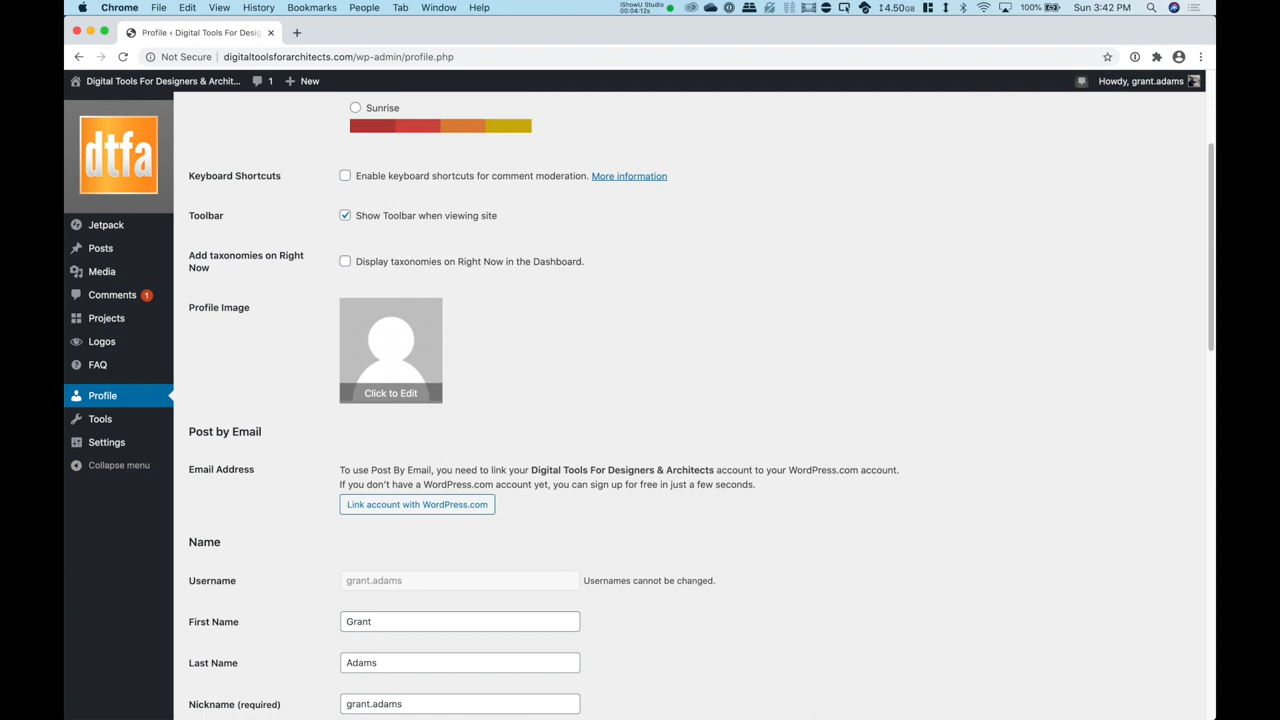 Chrome File Edit View History Bookmarks People Tab Window Help
iShowU Studio
00:04:12s
4.50GB
100%
Sun 3:42 PM
Profile ‹ Digital Tools For Desig
Not Secure digitaltoolsforarchitects.com/wp-admin/profile.php
Digital Tools For Designers & Archit... 1 New
Howdy, grant.adams
dtfa
Jetpack
Posts
Media
Comments 1
Projects
Logos
FAQ
Profile
Tools
Settings
Collapse menu
Sunrise
Keyboard Shortcuts
Enable keyboard shortcuts for comment moderation. More information
Toolbar
Show Toolbar when viewing site
Add taxonomies on Right
Now
Display taxonomies on Right Now in the Dashboard.
Profile Image
Click to Edit
Post by Email
Email Address
To use Post By Email, you need to link your Digital Tools For Designers & Architects account to your WordPress.com account.
If you don't have a WordPress.com account yet, you can sign up for free in just a few seconds.
Link account with WordPress.com
Name
Username
grant.adams
Usernames cannot be changed.
First Name
Grant
Last Name
Adams
Nickname (required)
grant.adams